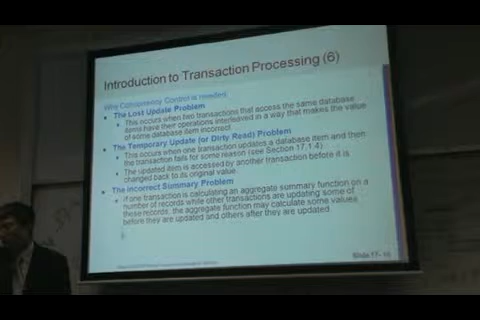 Introduction to Transaction Processing (6)
Why Concurrency Control is needed:
The Lost Update Problem
This occurs when two transactions that access the same database
items have their operations interleaved in a way that makes the value
of some database item incorrect.
The Temporary Update (or Dirty Read) Problem
This occurs when one transaction updates a database item and then
the transaction fails for some reason (see Section 17.1.4).
The updated item is accessed by another transaction before it is
changed back to its original value.
The Incorrect Summary Problem
If one transaction is calculating an aggregate summary function on a
number of records while other transactions are updating some of
these records, the aggregate function may calculate some values
before they are updated and others after they are updated.
Slide 17-